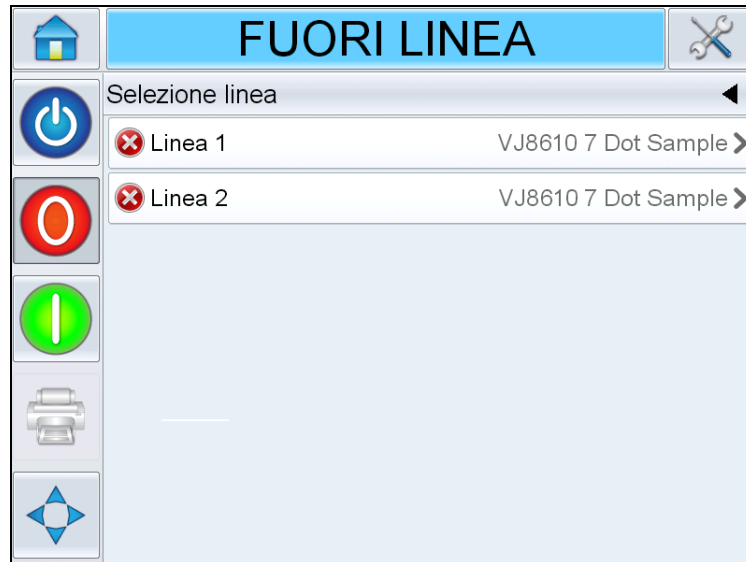 FUORI LINEA
Selezione linea
Linea 1 VJ8610 7 Dot Sample
Linea 2 VJ8610 7 Dot Sample